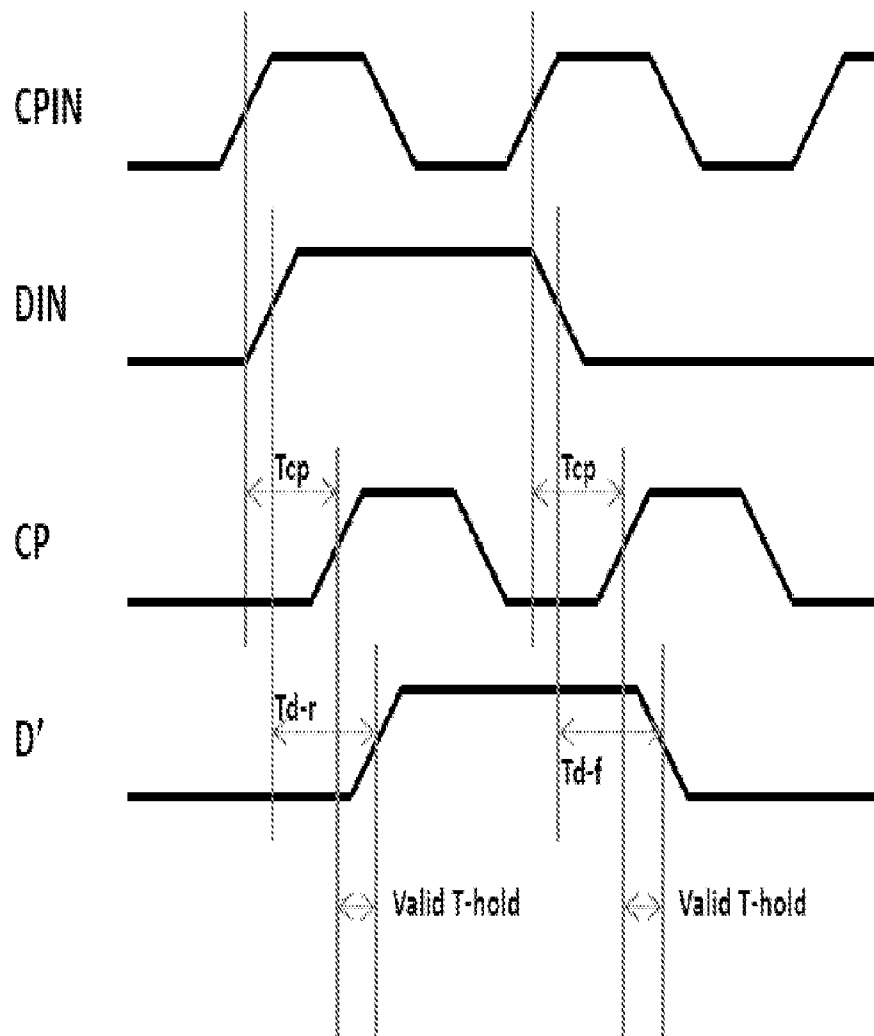 CPIN
DIN
Tcp
Tcp
CP
Td-r
D'
Td-f
Valid T-hold
Valid T-hold